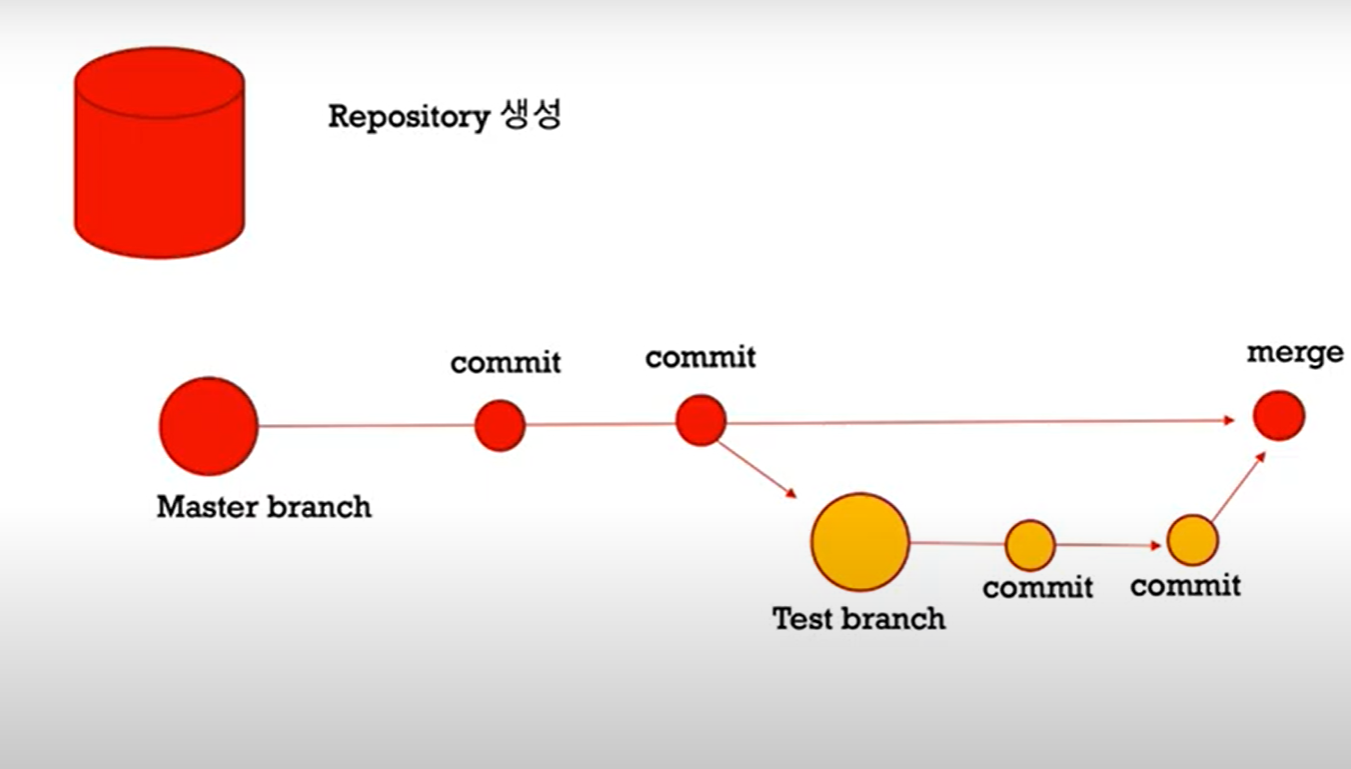 Repository 생성
commit
commit
merge
Master branch
commit
commit
Test branch